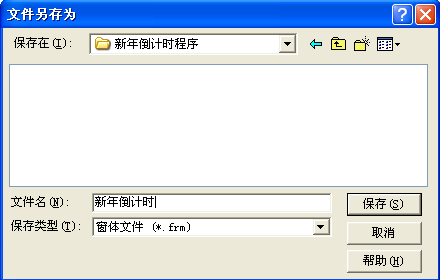 文件另存为
保存在(I): 新年倒计时程序
文件名(N): 新年倒计时 保存(S)
保存类型(T): 窗体文件 (*.frm) 取消
帮助(H)